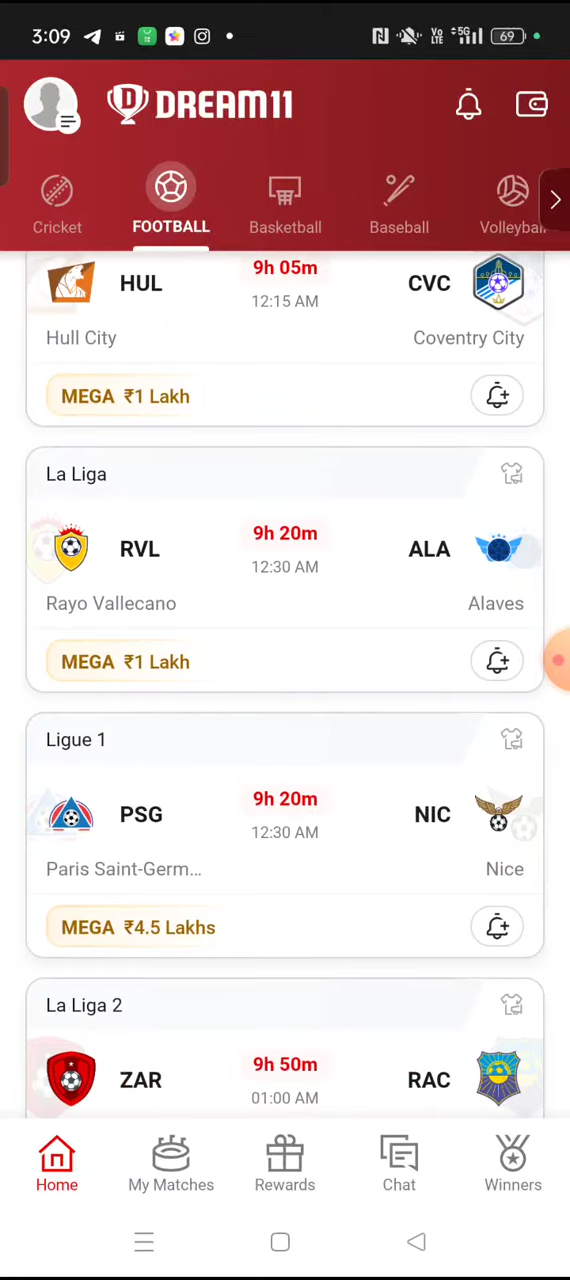 3:09
Vo LTE 5G 69
DREAM11
Cricket FOOTBALL Basketball Baseball Volleyball
HUL 9h 05m CVC
12:15 AM
Hull City Coventry City
MEGA ₹1 Lakh
La Liga
RVL 9h 20m ALA
12:30 AM
Rayo Vallecano Alaves
MEGA ₹1 Lakh
Ligue 1
PSG 9h 20m NIC
12:30 AM
Paris Saint-Germ... Nice
MEGA ₹4.5 Lakhs
La Liga 2
ZAR 9h 50m RAC
01:00 AM
Home My Matches Rewards Chat Winners